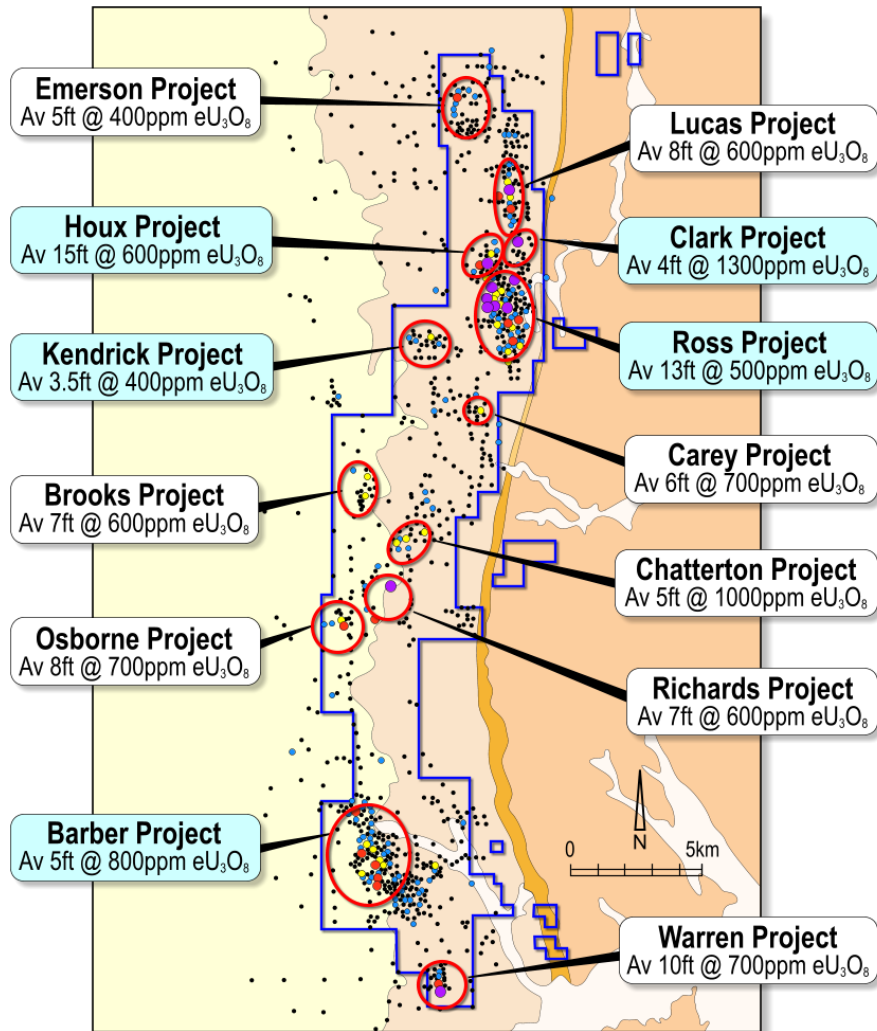 Emerson Project
Av 5ft @ 400ppm eU₃O₈
Lucas Project
Av 8ft @ 600ppm eU₃O₈
Houx Project
Av 15ft @ 600ppm eU₃O₈
Clark Project
Av 4ft @ 1300ppm eU₃O₈
Kendrick Project
Av 3.5ft @ 400ppm eU₃O₈
Ross Project
Av 13ft @ 500ppm eU₃O₈
Carey Project
Av 6ft @ 700ppm eU₃O₈
Brooks Project
Av 7ft @ 600ppm eU₃O₈
Chatterton Project
Av 5ft @ 1000ppm eU₃O₈
Osborne Project
Av 8ft @ 700ppm eU₃O₈
Richards Project
Av 7ft @ 600ppm eU₃O₈
Barber Project
Av 5ft @ 800ppm eU₃O₈
N
0 5km
Warren Project
Av 10ft @ 700ppm eU₃O₈